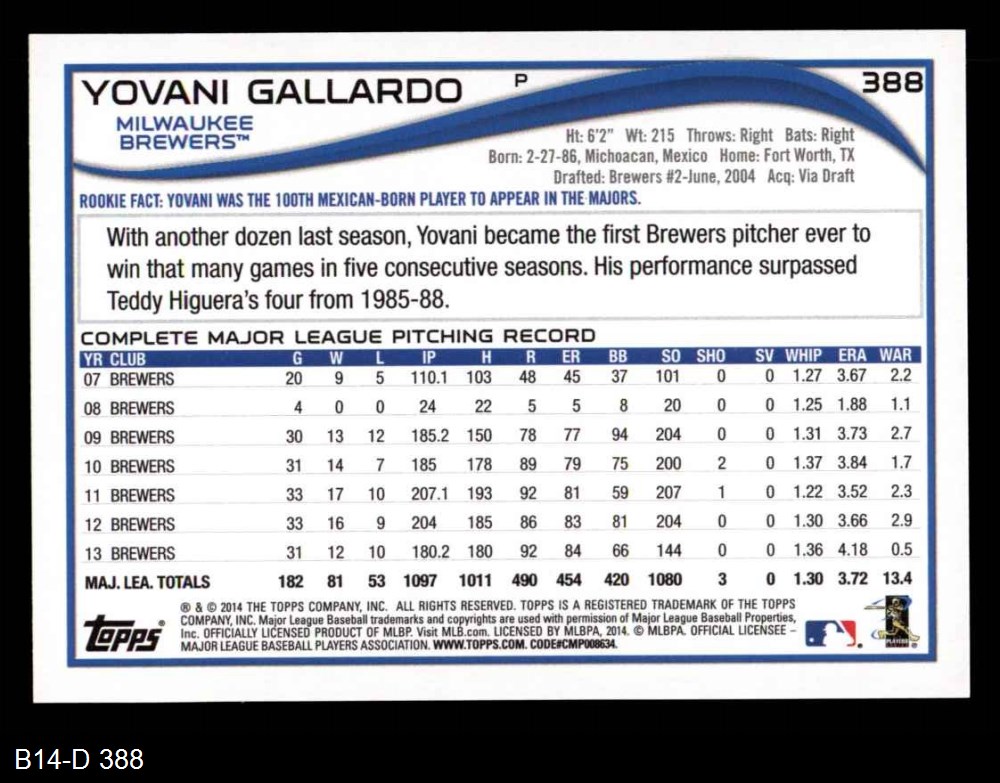 YOVANI GALLARDO P 388
MILWAUKEE
BREWERS™
Ht: 6'2" Wt: 215 Throws: Right Bats: Right
Born: 2-27-86, Michoacan, Mexico Home: Fort Worth, TX
Drafted: Brewers #2-June, 2004 Acq: Via Draft
ROOKIE FACT: YOVANI WAS THE 100TH MEXICAN-BORN PLAYER TO APPEAR IN THE MAJORS.
With another dozen last season, Yovani became the first Brewers pitcher ever to
win that many games in five consecutive seasons. His performance surpassed
Teddy Higuera's four from 1985-88.
COMPLETE MAJOR LEAGUE PITCHING RECORD
YR CLUB G W L IP H R ER BB SO SHO SV WHIP ERA WAR
07 BREWERS 20 9 5 110.1 103 48 45 37 101 0 0 1.27 3.67 2.2
08 BREWERS 4 0 0 24 22 5 5 8 20 0 0 1.25 1.88 1.1
09 BREWERS 30 13 12 185.2 150 78 77 94 204 0 0 1.31 3.73 2.7
10 BREWERS 31 14 7 185 178 89 79 75 200 2 0 1.37 3.84 1.7
11 BREWERS 33 17 10 207.1 193 92 81 59 207 1 0 1.22 3.52 2.3
12 BREWERS 33 16 9 204 185 86 83 81 204 0 0 1.30 3.66 2.9
13 BREWERS 31 12 10 180.2 180 92 84 66 144 0 0 1.36 4.18 0.5
MAJ. LEA. TOTALS 182 81 53 1097 1011 490 454 420 1080 3 0 1.30 3.72 13.4
Topps®
® & © 2014 THE TOPPS COMPANY, INC. ALL RIGHTS RESERVED. TOPPS IS A REGISTERED TRADEMARK OF THE TOPPS
COMPANY, INC. Major League Baseball trademarks and copyrights are used with permission of Major League Baseball Properties,
Inc. OFFICIALLY LICENSED PRODUCT OF MLBP. Visit MLB.com. LICENSED BY MLBPA, 2014. © MLBPA. OFFICIAL LICENSEE –
MAJOR LEAGUE BASEBALL PLAYERS ASSOCIATION. WWW.TOPPS.COM. CODE#CMP008634.
B14-D 388